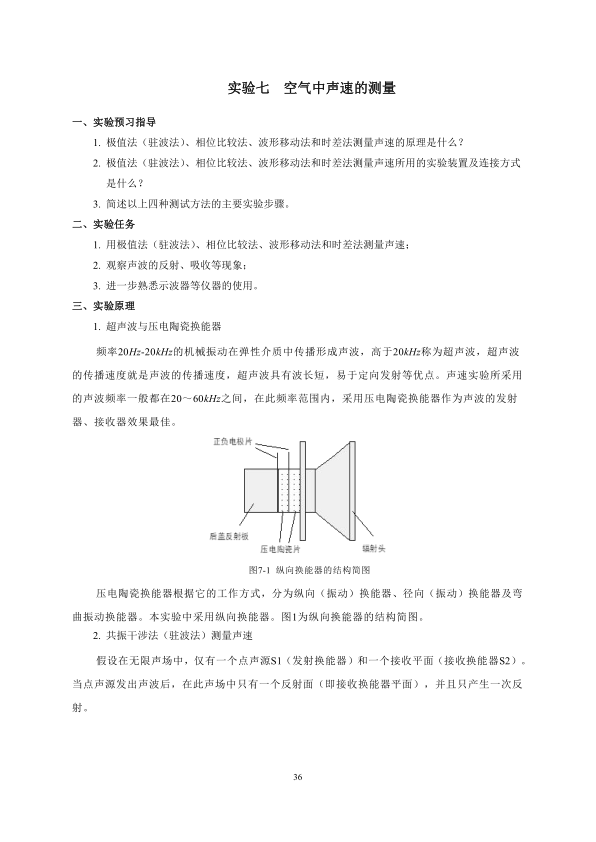 实验七 空气中声速的测量
一、实验预习指导
1. 极值法（驻波法）、相位比较法、波形移动法和时差法测量声速的原理是什么？
2. 极值法（驻波法）、相位比较法、波形移动法和时差法测量声速所用的实验装置及连接方式
是什么？
3. 简述以上四种测试方法的主要实验步骤。
二、实验任务
1. 用极值法（驻波法）、相位比较法、波形移动法和时差法测量声速；
2. 观察声波的反射、吸收等现象；
3. 进一步熟悉示波器等仪器的使用。
三、实验原理
1. 超声波与压电陶瓷换能器
频率20Hz-20kHz的机械振动在弹性介质中传播形成声波，高于20kHz称为超声波，超声波
的传播速度就是声波的传播速度，超声波具有波长短，易于定向发射等优点。声速实验所采用
的声波频率一般都在20～60kHz之间，在此频率范围内，采用压电陶瓷换能器作为声波的发射
器、接收器效果最佳。
正负电极片
后盖及射板
压电陶瓷片
辐射头
图7-1 纵向换能器的结构简图
压电陶瓷换能器根据它的工作方式，分为纵向（振动）换能器、径向（振动）换能器及弯
曲振动换能器。本实验中采用纵向换能器。图1为纵向换能器的结构简图。
2. 共振干涉法（驻波法）测量声速
假设在无限声场中，仅有一个点声源S1（发射换能器）和一个接收平面（接收换能器S2）。
当点声源发出声波后，在此声场中只有一个反射面（即接收换能器平面），并且只产生一次反
射。
36